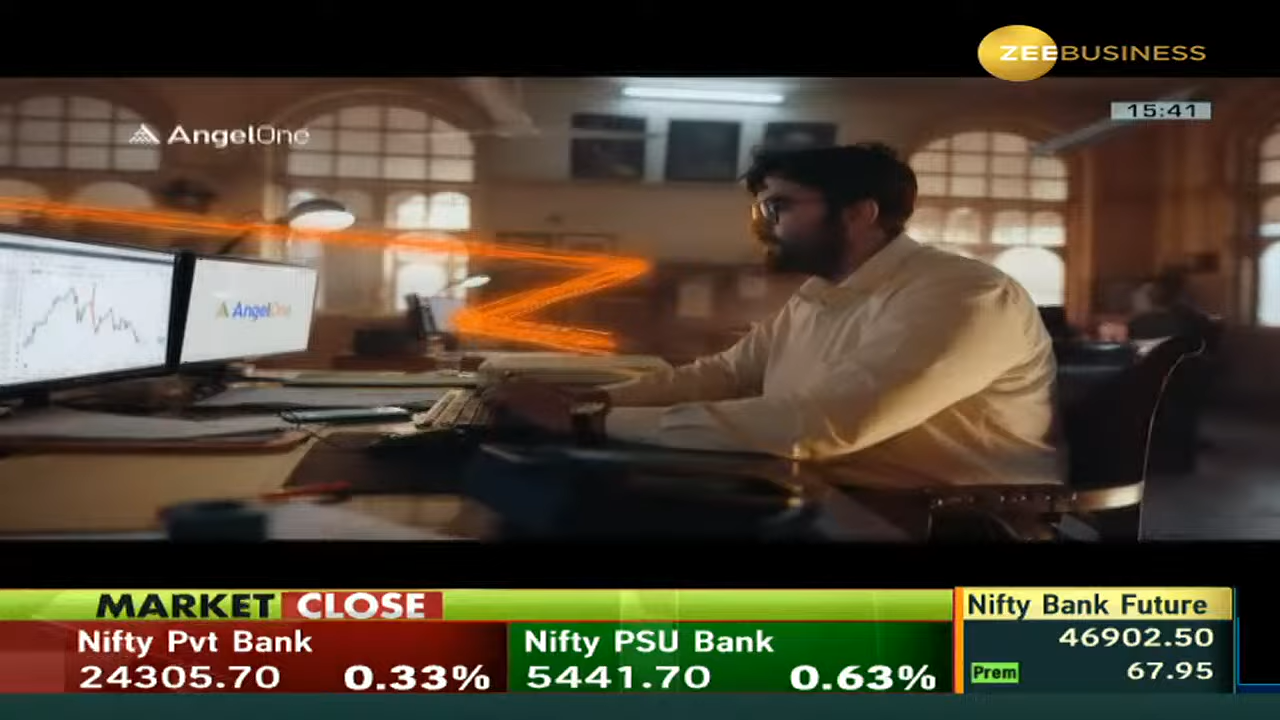 ZEEBUSINESS
15:41
AngelOne
AngelOne
MARKET CLOSE
Nifty Pvt Bank
24305.70 0.33%
Nifty PSU Bank
5441.70 0.63%
Nifty Bank Future
46902.50
Prem 67.95